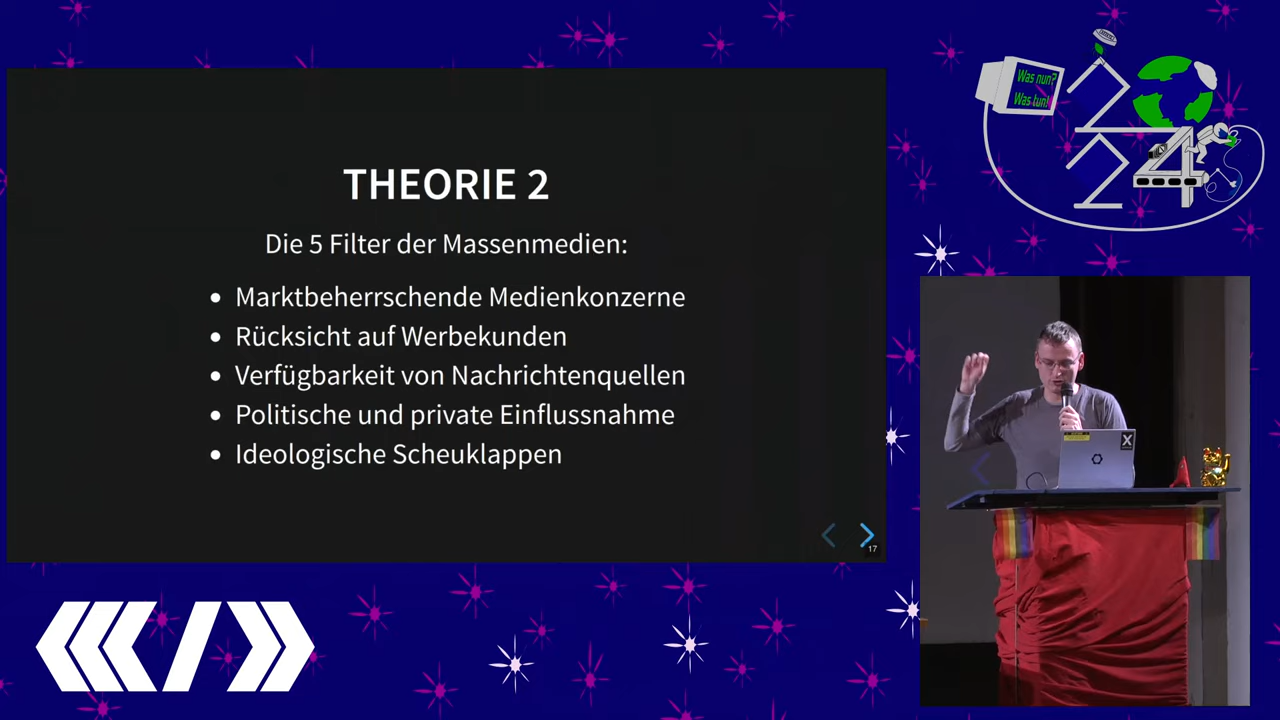 THEORIE 2
Die 5 Filter der Massenmedien:
• Marktbeherrschende Medienkonzerne
• Rücksicht auf Werbekunden
• Verfügbarkeit von Nachrichtenquellen
• Politische und private Einflussnahme
• Ideologische Scheuklappen
17
Was nun?
Was tun!
2024
X